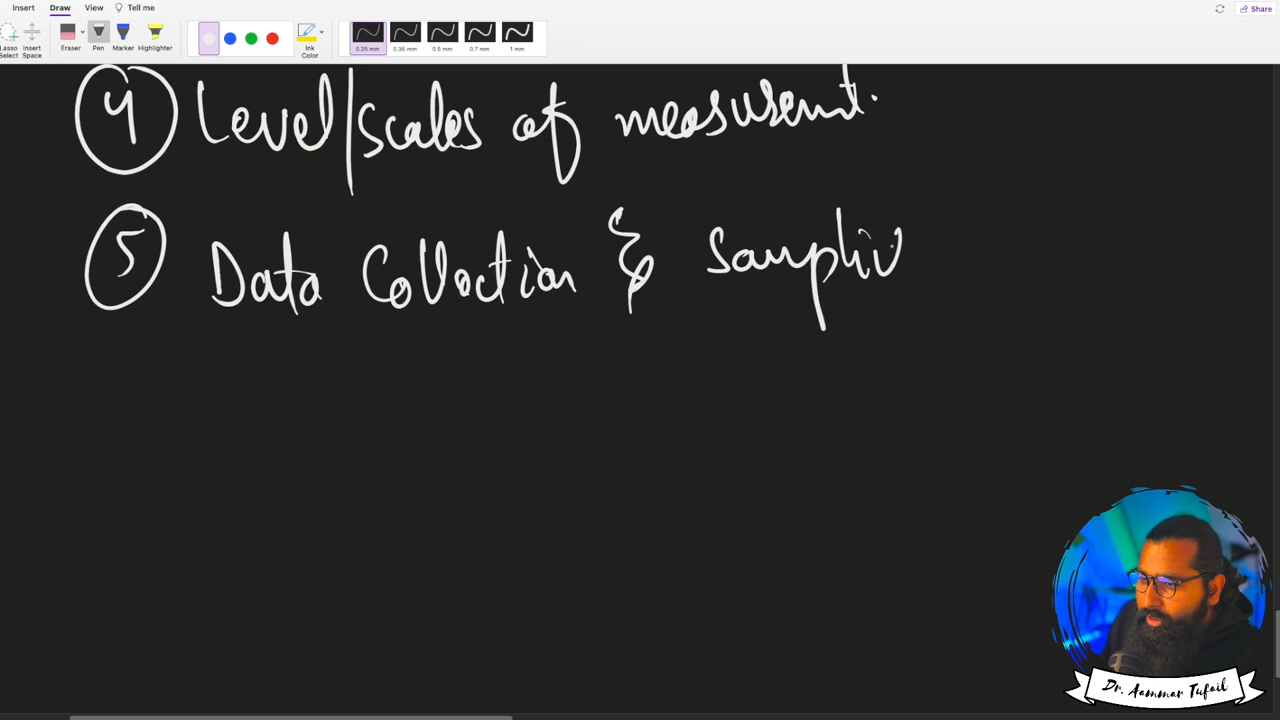 Insert Draw View Tell me Share
Lasso Select Insert Space Eraser Pen Marker Highlighter Ink Color 0.25 mm 0.35 mm 0.5 mm 0.7 mm 1 mm
4 Level/scales of measuremt.
5 Data Collection & Samplin
Dr. Aammar Tufail